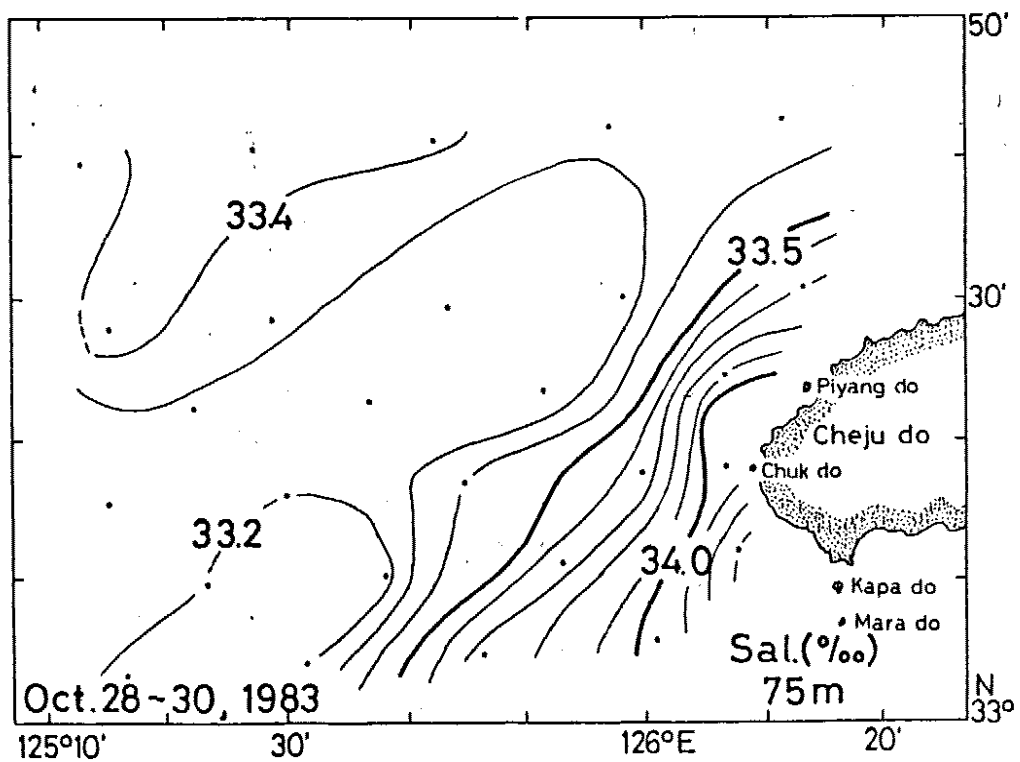 50'
33.4
33.5
30'
Piyang do
Cheju do
Chuk do
33.2
34.0
Kapa do
Mara do
Sal.(‰)
Oct. 28~30, 1983
75m
N
33°
125°10'
30'
126°E
20'